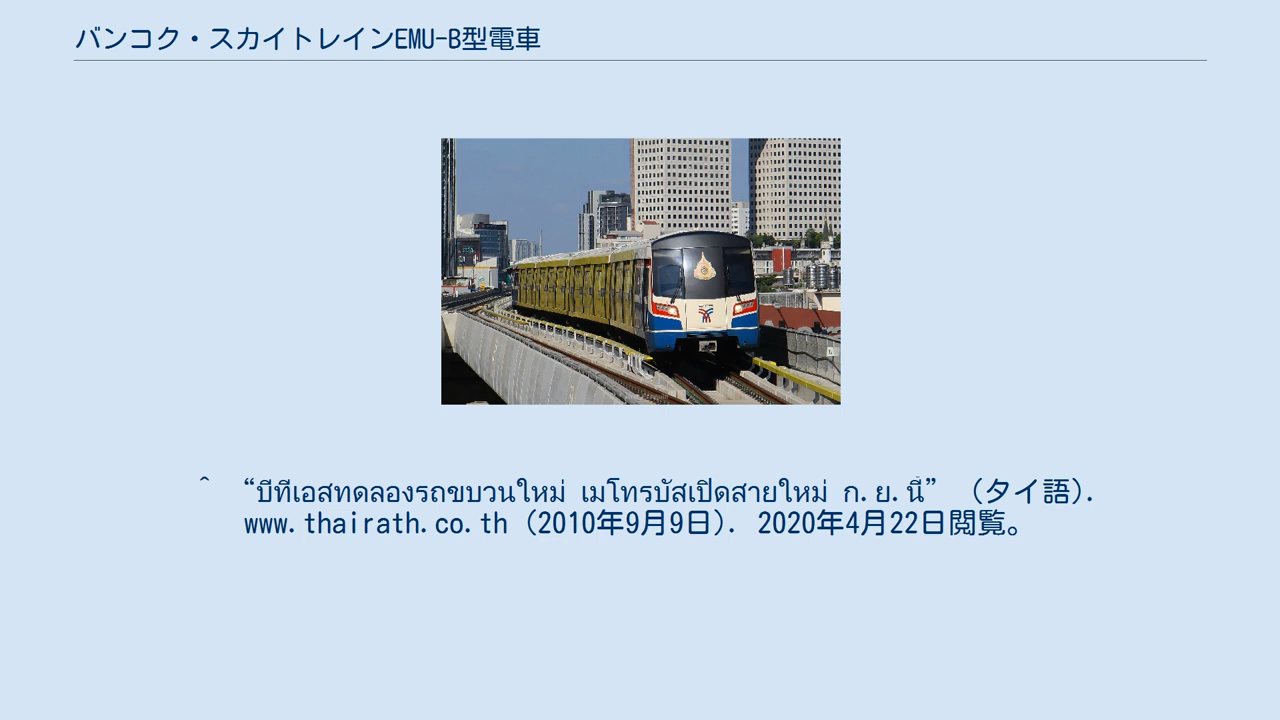 バンコク・スカイトレインEMU-B型電車
^ “บีทีเอสทดลองรถขบวนใหม่ เมโทรบัสเปิดสายใหม่ ก.ย.นี้” (タイ語).
www.thairath.co.th (2010年9月9日). 2020年4月22日閲覧。